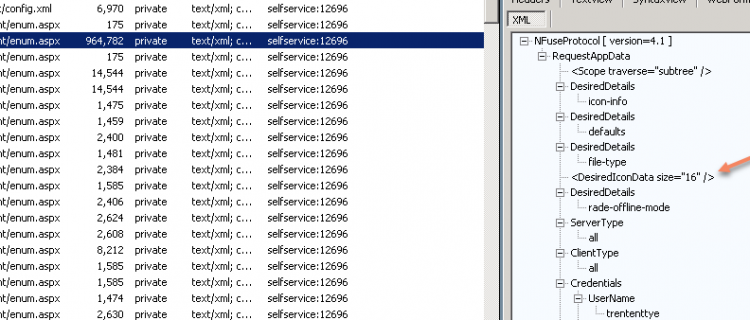 t/config.xml 6,970 private text/xml; c... selfservice:12696
nt/enum.aspx 175 private text/xml; c... selfservice:12696
nt/enum.aspx 964,782 private text/xml; c... selfservice:12696
nt/enum.aspx 175 private text/xml; c... selfservice:12696
nt/enum.aspx 14,544 private text/xml; c... selfservice:12696
nt/enum.aspx 14,544 private text/xml; c... selfservice:12696
nt/enum.aspx 1,475 private text/xml; c... selfservice:12696
nt/enum.aspx 1,459 private text/xml; c... selfservice:12696
nt/enum.aspx 2,400 private text/xml; c... selfservice:12696
nt/enum.aspx 1,481 private text/xml; c... selfservice:12696
nt/enum.aspx 2,384 private text/xml; c... selfservice:12696
nt/enum.aspx 1,585 private text/xml; c... selfservice:12696
nt/enum.aspx 2,406 private text/xml; c... selfservice:12696
nt/enum.aspx 2,624 private text/xml; c... selfservice:12696
nt/enum.aspx 2,608 private text/xml; c... selfservice:12696
nt/enum.aspx 8,212 private text/xml; c... selfservice:12696
nt/enum.aspx 1,585 private text/xml; c... selfservice:12696
nt/enum.aspx 1,585 private text/xml; c... selfservice:12696
nt/enum.aspx 1,474 private text/xml; c... selfservice:12696
nt/enum.aspx 2,630 private text/xml; c... selfservice:12696
Headers TextView SyntaxView WebForm
XML
NFuseProtocol [ version=4.1 ]
RequestAppData
<Scope traverse="subtree" />
DesiredDetails
icon-info
DesiredDetails
defaults
DesiredDetails
file-type
<DesiredIconData size="16" />
DesiredDetails
rade-offline-mode
ServerType
all
ClientType
all
Credentials
UserName
trententtye